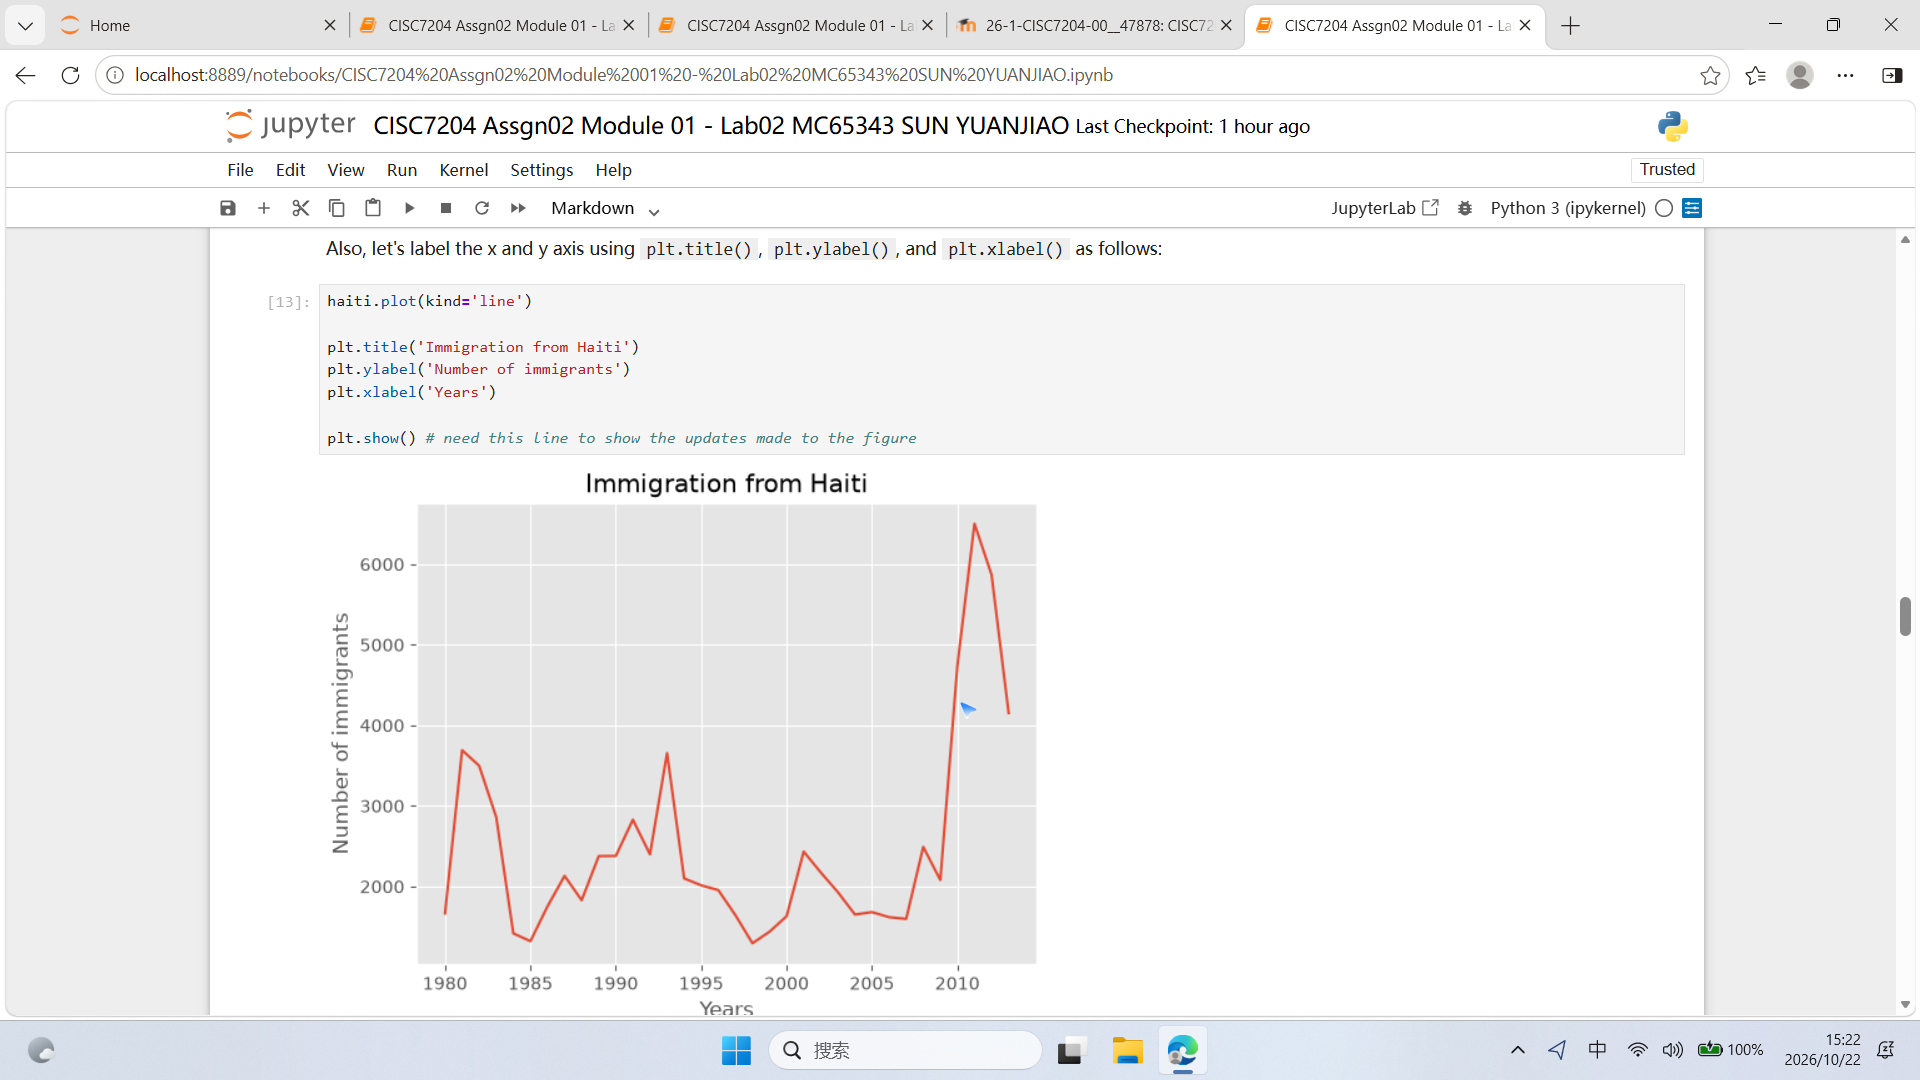 Home
CISC7204 Assgn02 Module 01 - La
CISC7204 Assgn02 Module 01 - La
26-1-CISC7204-00__47878: CISC72
CISC7204 Assgn02 Module 01 - La
localhost:8889/notebooks/CISC7204%20Assgn02%20Module%2001%20-%20Lab02%20MC65343%20SUN%20YUANJIAO.ipynb
jupyter CISC7204 Assgn02 Module 01 - Lab02 MC65343 SUN YUANJIAO Last Checkpoint: 1 hour ago
File Edit View Run Kernel Settings Help Trusted
Markdown JupyterLab Python 3 (ipykernel)
Also, let's label the x and y axis using plt.title(), plt.ylabel(), and plt.xlabel() as follows:
[13]: haiti.plot(kind='line')
plt.title('Immigration from Haiti')
plt.ylabel('Number of immigrants')
plt.xlabel('Years')
plt.show() # need this line to show the updates made to the figure
Immigration from Haiti
Number of immigrants
6000
5000
4000
3000
2000
1980 1985 1990 1995 2000 2005 2010
Years
搜索
中
100%
15:22
2026/10/22